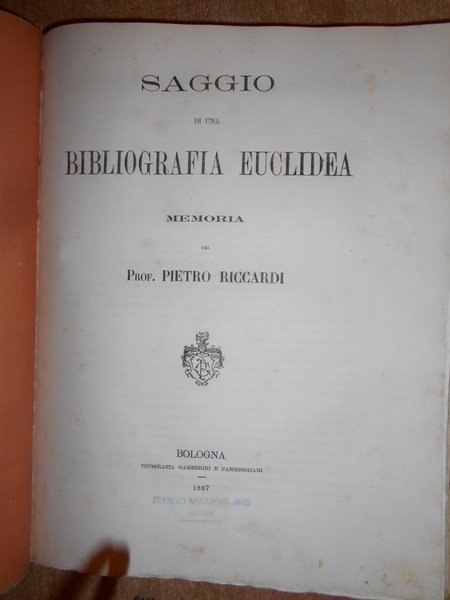 SAGGIO
DI UNA
BIBLIOGRAFIA EUCLIDEA
MEMORIA
DEL
PROF. PIETRO RICCARDI
BOLOGNA
TIPOGRAFIA GAMBERINI E PARMEGGIANI
1887